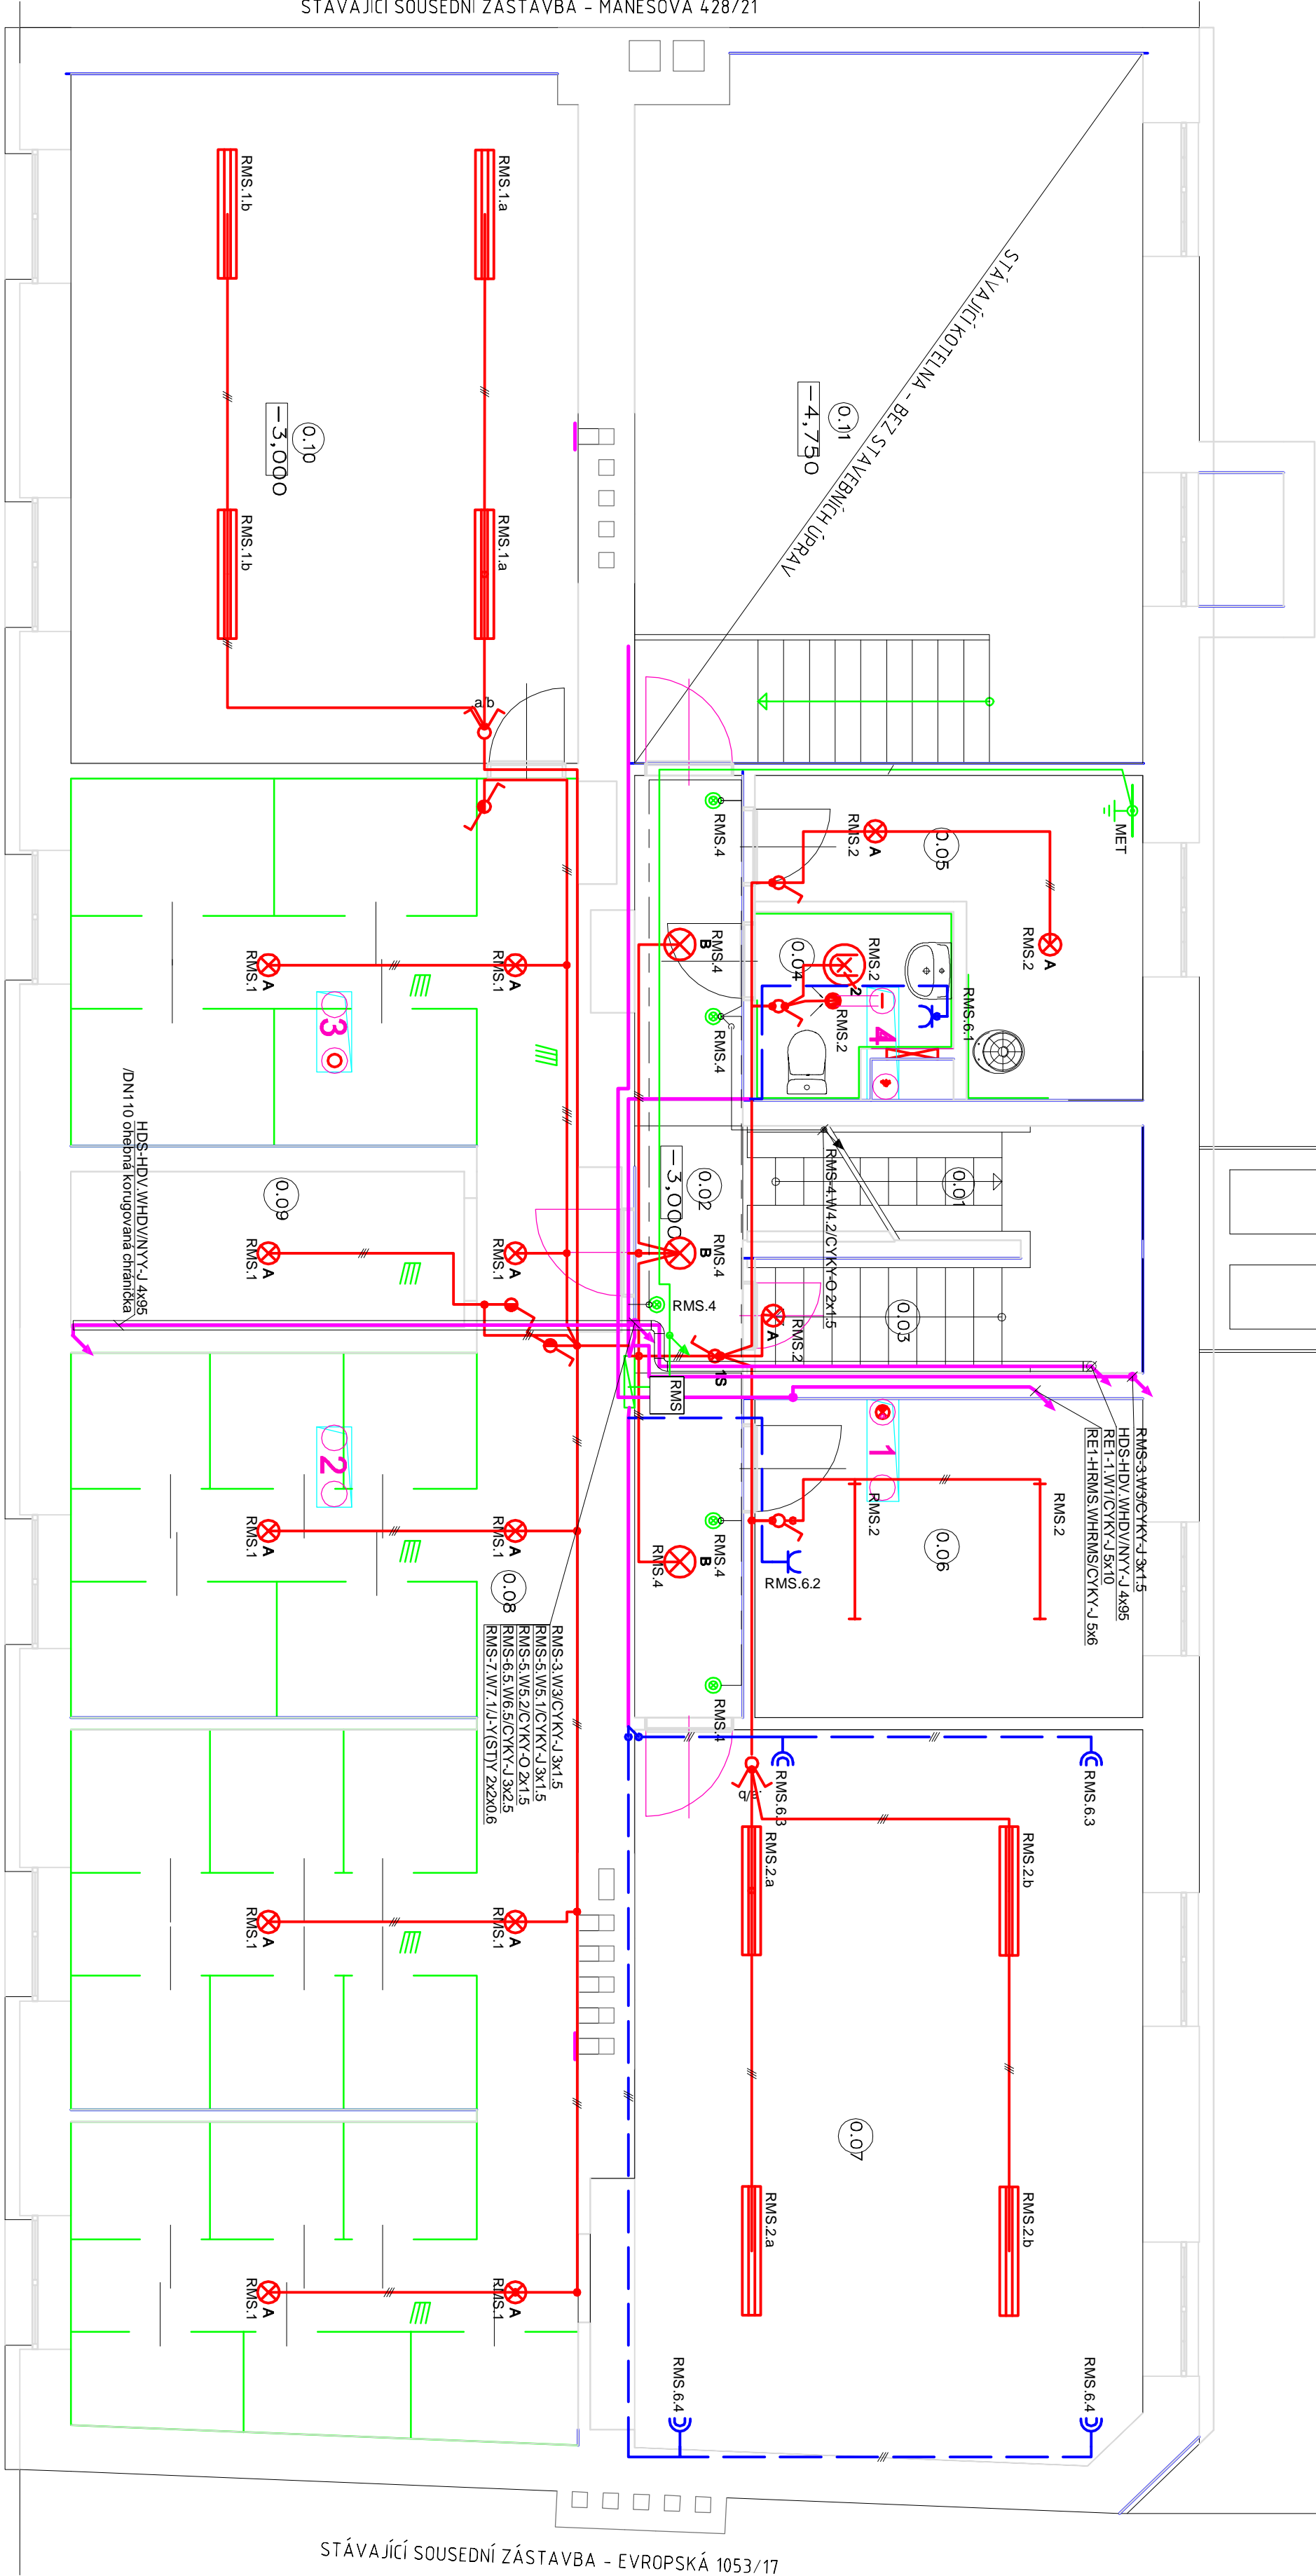 STÁVAJÍCÍ SOUSEDNÍ ZÁSTAVBA - MÁNESOVA 428/21
RMS.1.b
RMS.1.a
STÁVAJÍCÍ KOTELNA - BEZ STAVEBNÍCH ÚPRAV
0.10
-3,000
0.11
-4,750
RMS.1.b
RMS.1.a
a/b
RMS.4
RMS.2
A
0.05
MET
RMS.1
A
RMS.1
A
RMS.4
B
0.04
RMS.2
2
RMS.2
A
RMS.6.1
3
RMS.4
RMS.2
4
HDS-HDV.WHDV/NYY-J 4x95
/DN110 ohebná korugovaná chránička
0.09
0.02
-3,000
RMS-4.W4.2/CYKY-O 2x1.5
0.01
RMS.1
A
RMS.1
A
RMS.4
B
RMS.4
RMS.2
A
0.03
1S
RMS
RMS-3.W3/CYKY-J 3x1.5
HDS-HDV.WHDV/NYY-J 4x95
RE1-1.W1/CYKY-J 5x10
RE1-HRMS.WHRMS/CYKY-J 5x6
2
1
RMS.1
A
RMS.1
A
0.08
RMS.4
B
RMS.4
RMS.6.2
RMS.2
RMS.2
0.06
RMS-3.W3/CYKY-J 3x1.5
RMS-5.W5.1/CYKY-J 3x1.5
RMS-5.W5.2/CYKY-O 2x1.5
RMS-6.5.W6.5/CYKY-J 3x2.5
RMS-7.W7.1/J-Y(ST)Y 2x2x0.6
RMS.4
RMS.6.3
RMS.6.3
RMS.2.a
RMS.2.b
RMS.1
A
RMS.1
A
0.07
RMS.2.a
RMS.2.b
RMS.1
A
RMS.1
A
RMS.6.4
RMS.6.4
STÁVAJÍCÍ SOUSEDNÍ ZÁSTAVBA - EVROPSKÁ 1053/17